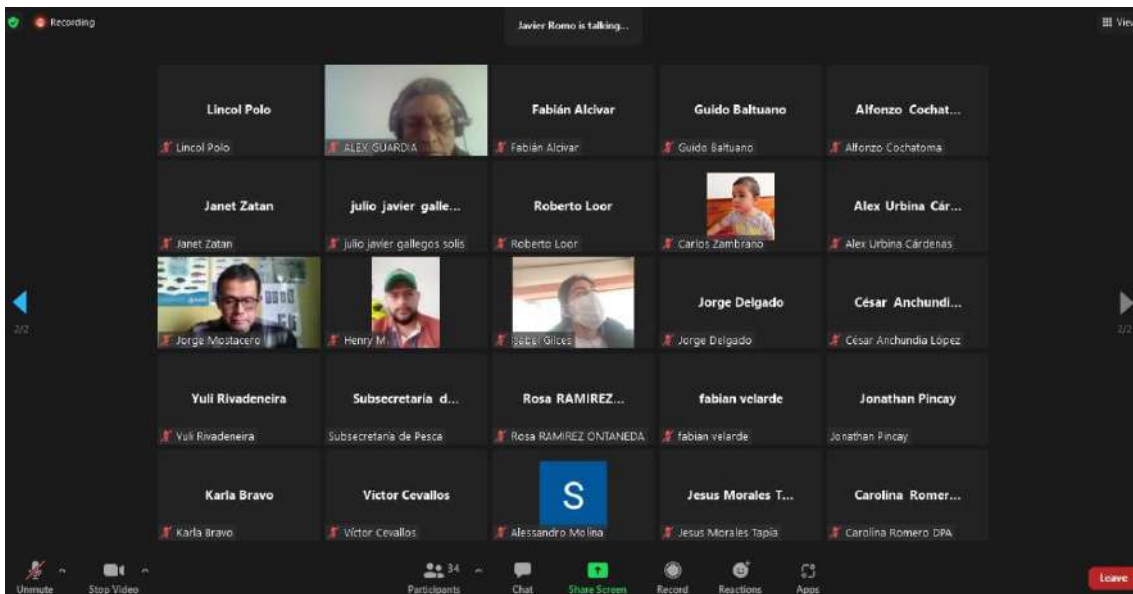 Recording
Javier Romo is talking...
View
Lincol Polo
Lincol Polo
ALEX GUARDIA
Fabián Alcivar
Fabián Alcivar
Guido Baltuano
Guido Baltuano
Alfonzo Cochat...
Alfonzo Cochatoma
Janet Zatan
Janet Zatan
julio javier galle...
julio javier gallegos solis
Roberto Loor
Roberto Loor
Carlos Zambrano
Alex Urbina Cár...
Alex Urbina Cárdenas
2/2
Jorge Mostacero
Henry M.
Isabel Gilces
Jorge Delgado
Jorge Delgado
César Anchundi...
César Anchundia López
2/2
Yuli Rivadeneira
Yuli Rivadeneira
Subsecretaria d...
Subsecretaría de Pesca
Rosa RAMIREZ...
Rosa RAMIREZ ONTANEDA
fabian velarde
fabian velarde
Jonathan Pincay
Jonathan Pincay
Karla Bravo
Karla Bravo
Víctor Cevallos
Víctor Cevallos
S
Alessandro Molina
Jesus Morales T...
Jesus Morales Tapia
Carolina Romer...
Carolina Romero DPA
Unmute
Stop Video
34
Participants
Chat
Share Screen
Record
Reactions
Apps
Leave